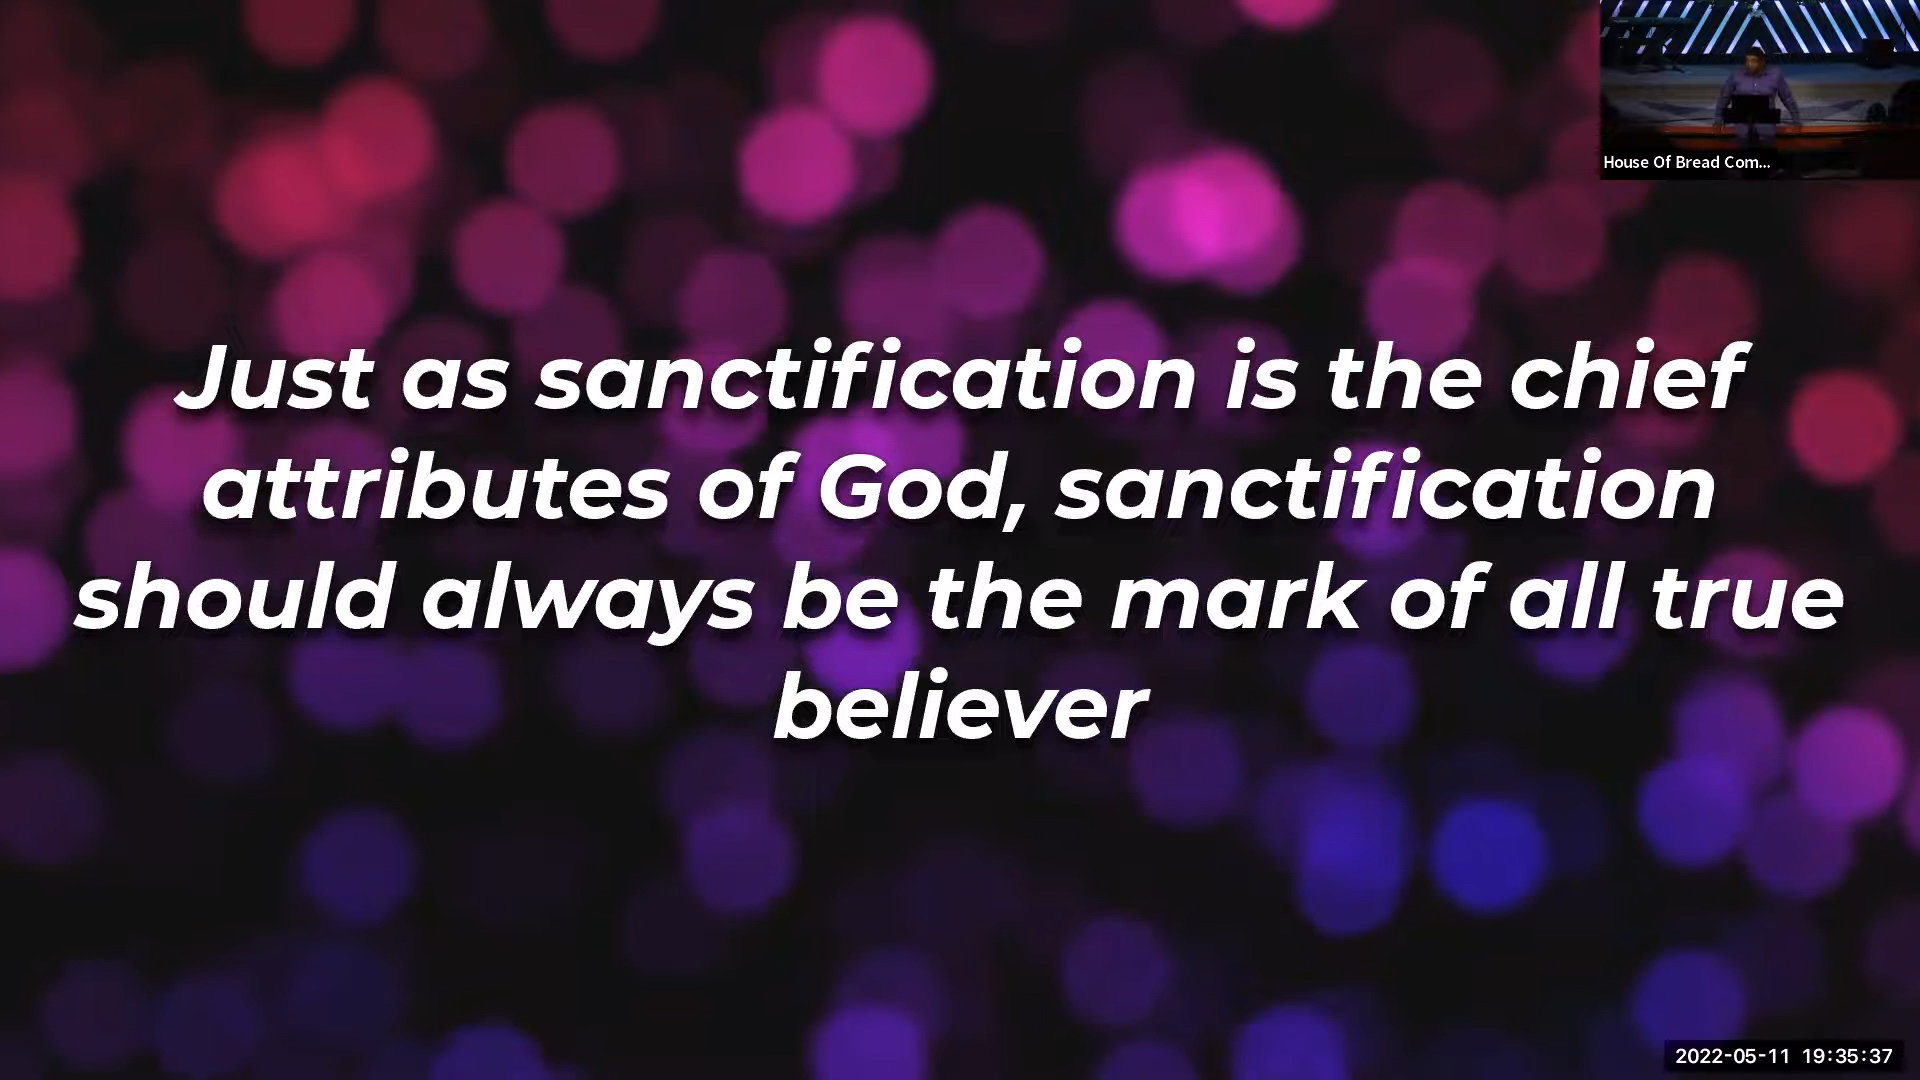 House Of Bread Com...
Just as sanctification is the chief
attributes of God, sanctification
should always be the mark of all true
believer
2022-05-11 19:35:37